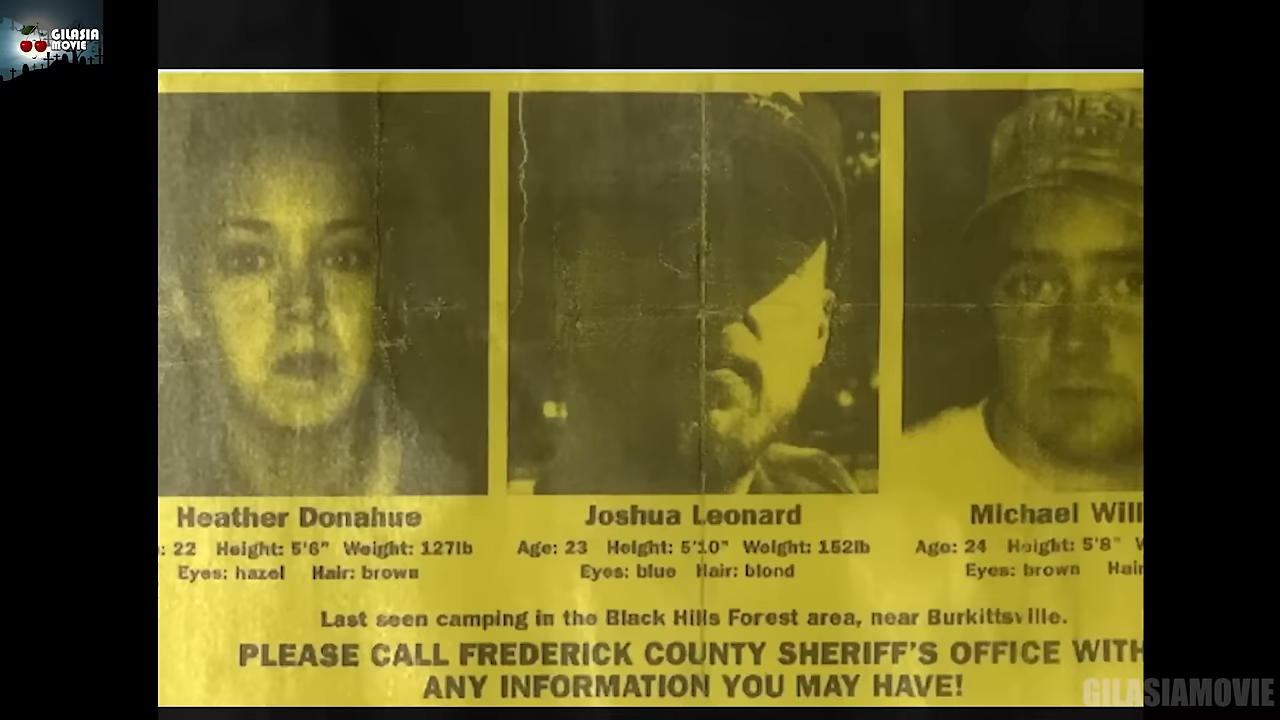 GILASIA
MOVIE
Heather Donahue
Joshua Leonard
Michael Will
: 22 Height: 5'6" Weight: 127lb
Age: 23 Height: 5'10" Weight: 152lb
Age: 24 Height: 5'8" W
Eyes: hazel Hair: brown
Eyes: blue Hair: blond
Eyes: brown Hair
Last seen camping in the Black Hills Forest area, near Burkittsville.
PLEASE CALL FREDERICK COUNTY SHERIFF'S OFFICE WITH
ANY INFORMATION YOU MAY HAVE!
GILASIAMOVIE